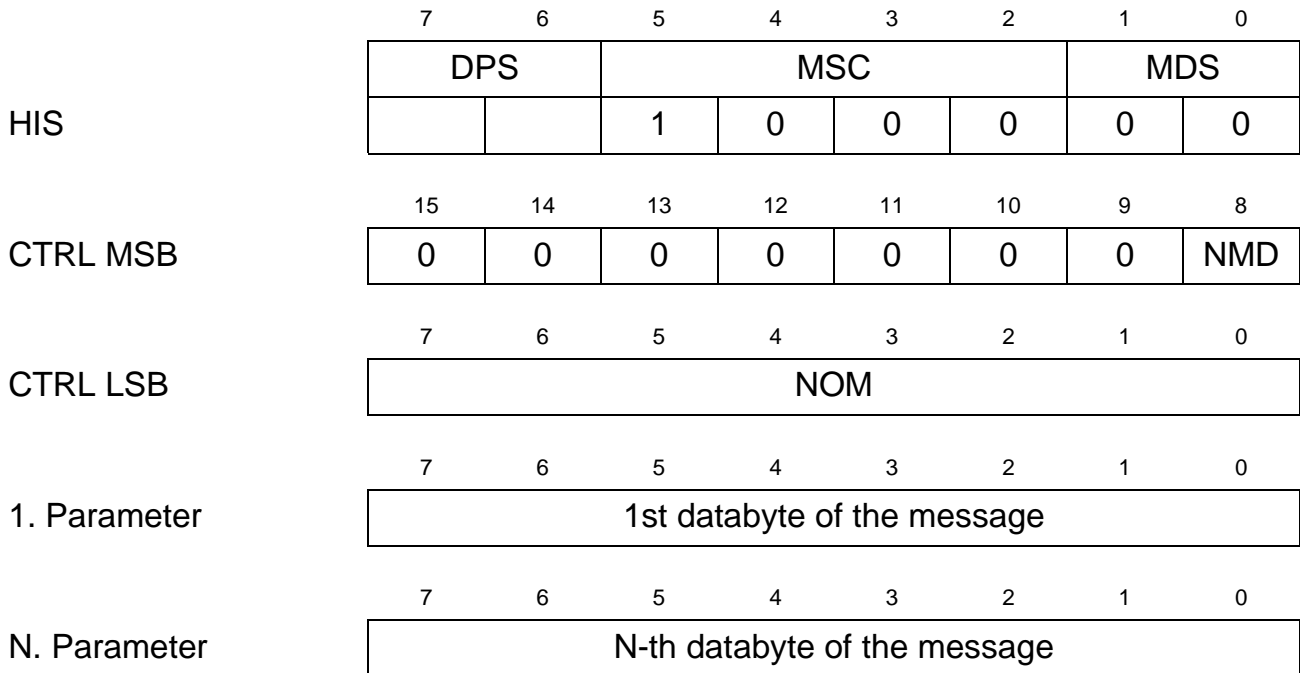 7 6 5 4 3 2 1 0
DPS MSC MDS
HIS 1 0 0 0 0 0
15 14 13 12 11 10 9 8
CTRL MSB 0 0 0 0 0 0 0 NMD
7 6 5 4 3 2 1 0
CTRL LSB NOM
7 6 5 4 3 2 1 0
1. Parameter 1st databyte of the message
7 6 5 4 3 2 1 0
N. Parameter N-th databyte of the message